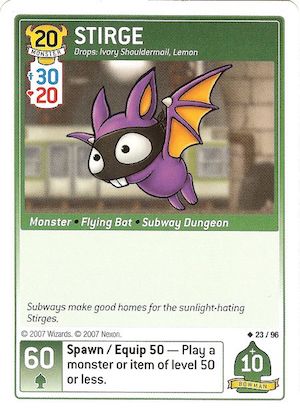 20
MONSTER
STIRGE
Drops: Ivory Shouldermail, Lemon
30
20
Monster • Flying Bat • Subway Dungeon
Subways make good homes for the sunlight-hating
Stirges.
© 2007 Wizards. © 2007 Nexon.
◆ 23 / 96
60
Spawn / Equip 50 — Play a
monster or item of level 50
or less.
10
BOWMAN